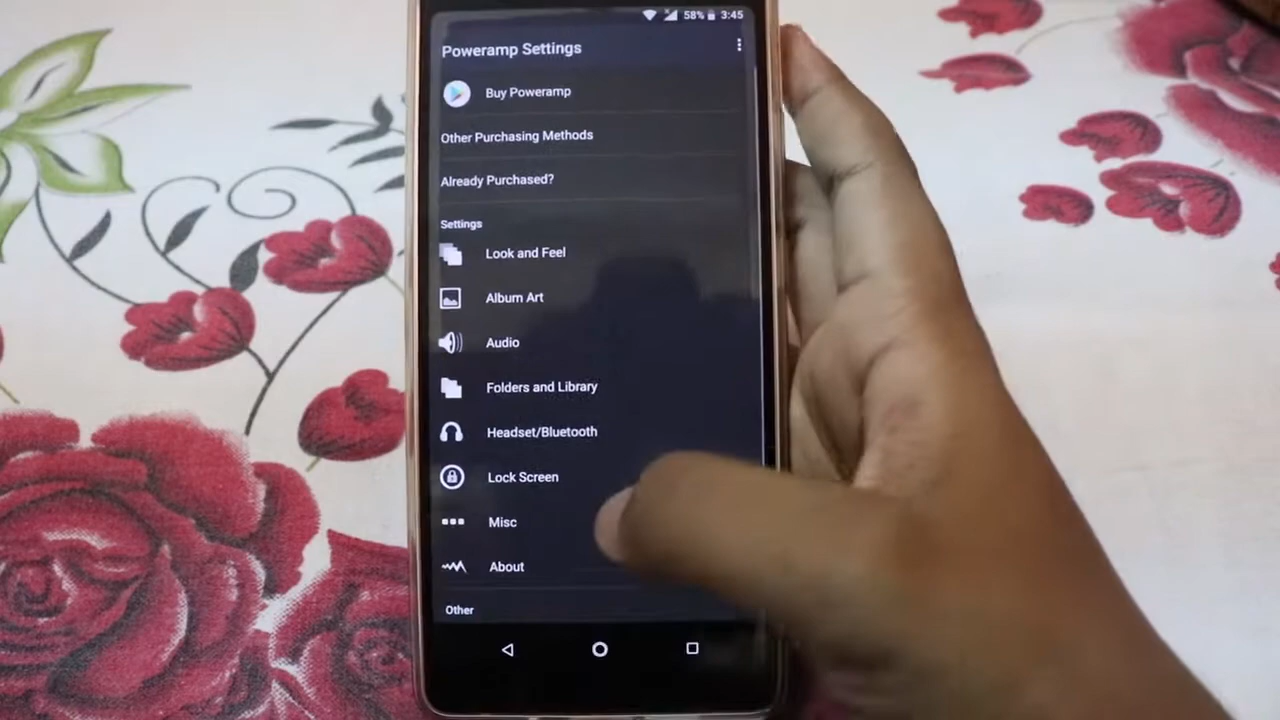 58% 3:45
Poweramp Settings
Buy Poweramp
Other Purchasing Methods
Already Purchased?
Settings
Look and Feel
Album Art
Audio
Folders and Library
Headset/Bluetooth
Lock Screen
Misc
About
Other